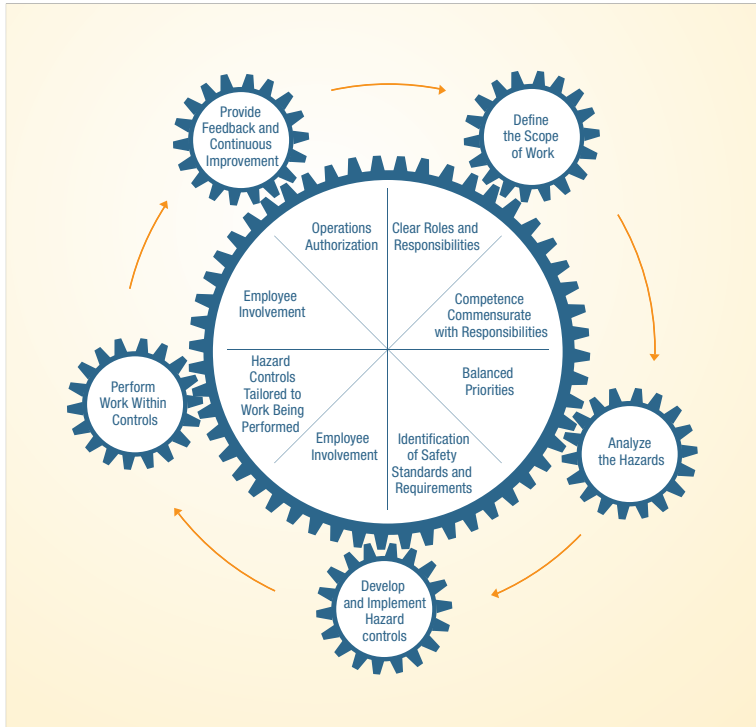 Provide
Feedback and
Continuous
Improvement
Define
the Scope
of Work
Operations
Authorization
Clear Roles and
Responsibilities
Employee
Involvement
Competence
Commensurate
with Responsibilities
Hazard
Controls
Tailored to
Work Being
Performed
Balanced
Priorities
Employee
Involvement
Identification
of Safety
Standards and
Requirements
Perform
Work Within
Controls
Analyze
the Hazards
Develop
and Implement
Hazard
controls